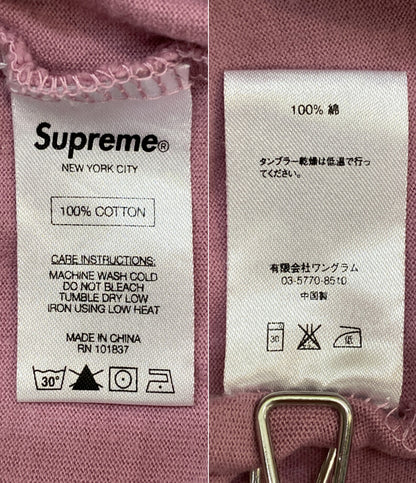 Supreme®
NEW YORK CITY
100% COTTON
CARE INSTRUCTIONS:
MACHINE WASH COLD
DO NOT BLEACH
TUMBLE DRY LOW
IRON USING LOW HEAT
MADE IN CHINA
RN 101837
30°
100% 綿
タンブラー乾燥は低温で行っ
てください。
有限会社ワングラム
03-5770-8510
中国製
30 低